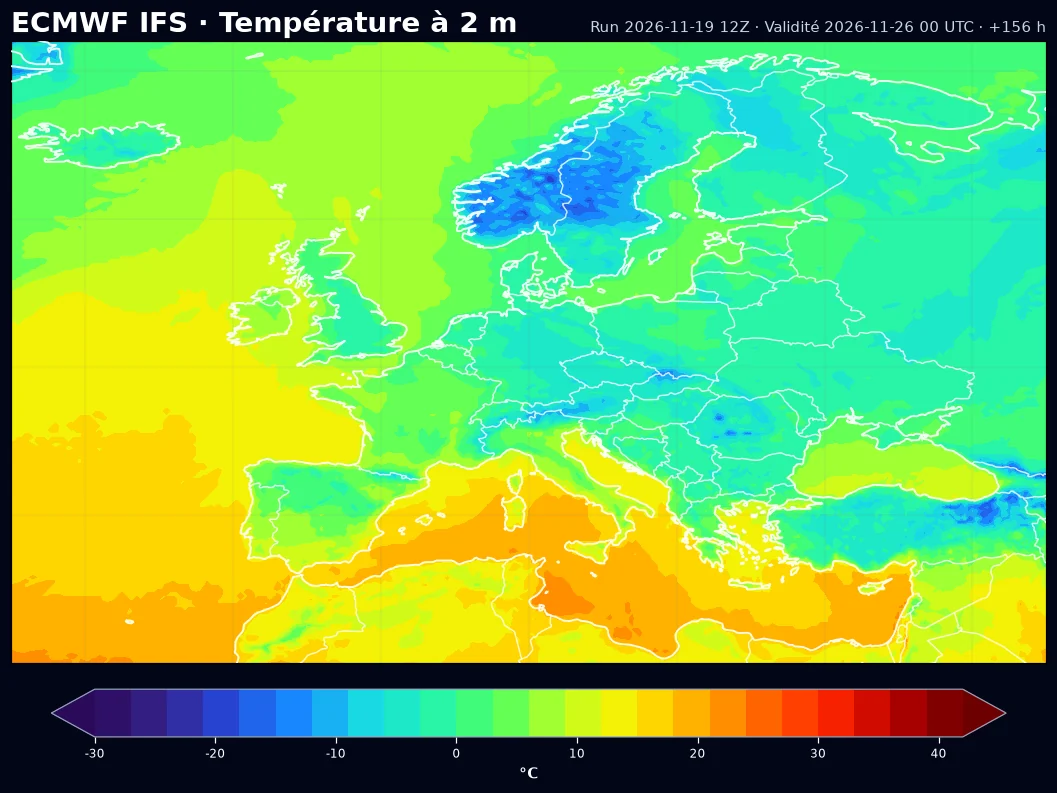 ECMWF IFS · Température à 2 m
Run 2026-11-19 12Z · Validité 2026-11-26 00 UTC · +156 h
-30 -20 -10 0 10 20 30 40
°C